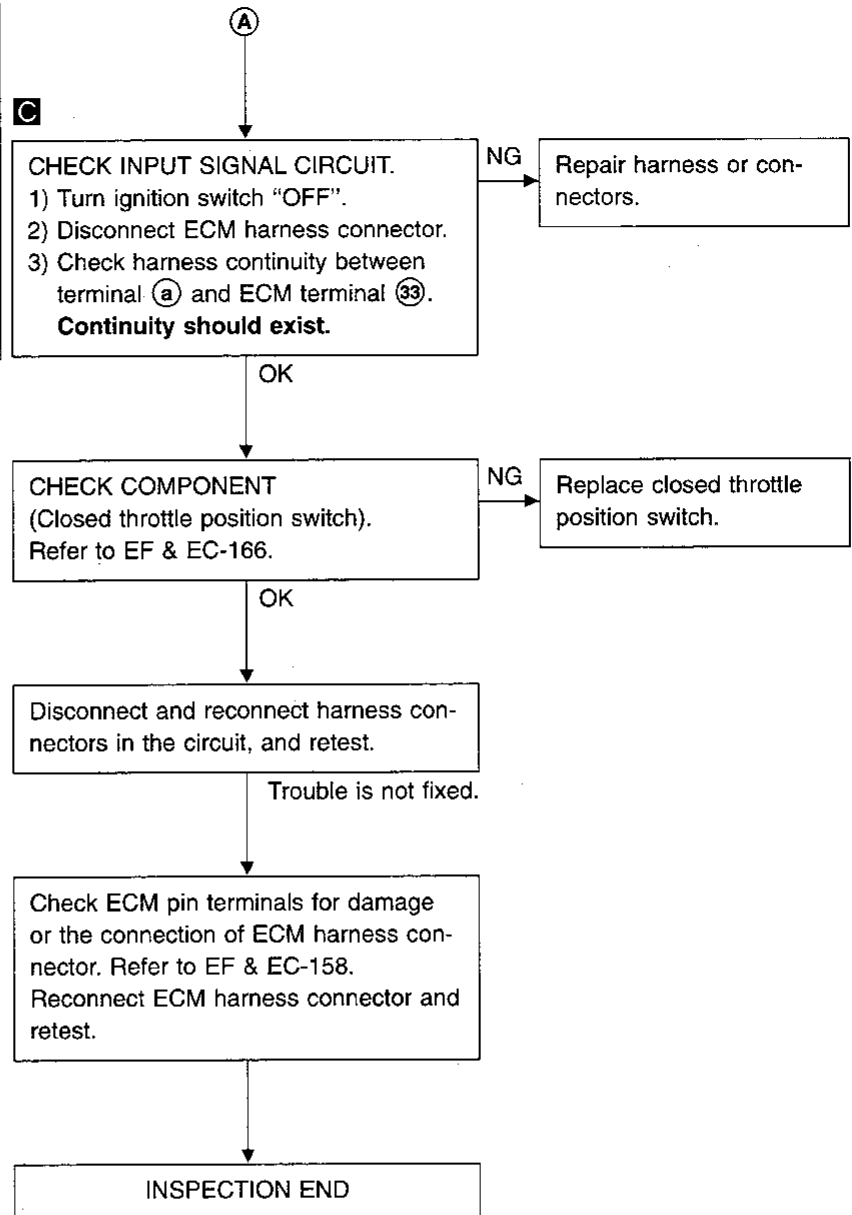 A
C
CHECK INPUT SIGNAL CIRCUIT.
1) Turn ignition switch “OFF”.
2) Disconnect ECM harness connector.
3) Check harness continuity between
terminal ⓐ and ECM terminal ㉝.
Continuity should exist.
NG
Repair harness or con-
nectors.
OK
CHECK COMPONENT
(Closed throttle position switch).
Refer to EF & EC-166.
NG
Replace closed throttle
position switch.
OK
Disconnect and reconnect harness con-
nectors in the circuit, and retest.
Trouble is not fixed.
Check ECM pin terminals for damage
or the connection of ECM harness con-
nector. Refer to EF & EC-158.
Reconnect ECM harness connector and
retest.
INSPECTION END